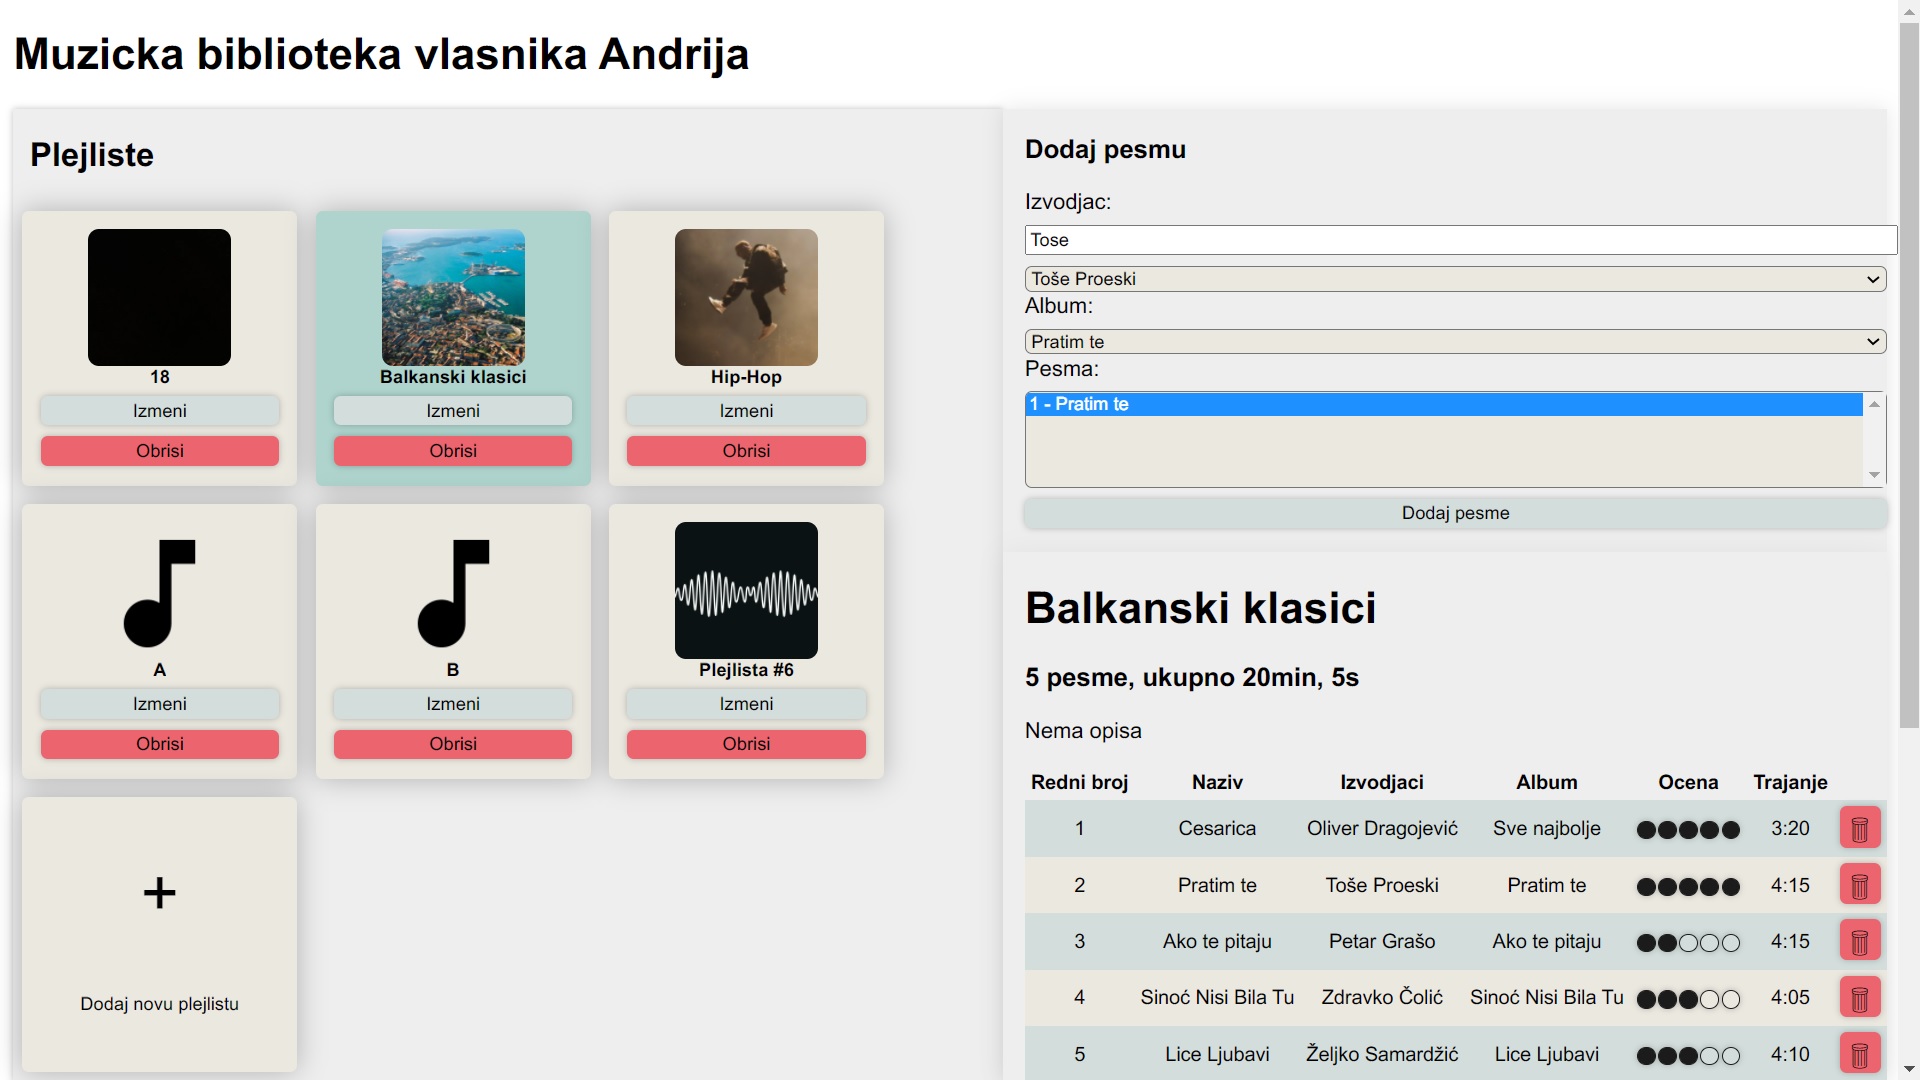 Muzicka biblioteka vlasnika Andrija
Plejliste
18
Izmeni
Obrisi
Balkanski klasici
Izmeni
Obrisi
Hip-Hop
Izmeni
Obrisi
A
Izmeni
Obrisi
B
Izmeni
Obrisi
Plejlista #6
Izmeni
Obrisi
+
Dodaj novu plejlistu
Dodaj pesmu
Izvodjac:
Tose
Toše Proeski
Album:
Pratim te
Pesma:
1 - Pratim te
Dodaj pesme
Balkanski klasici
5 pesme, ukupno 20min, 5s
Nema opisa
Redni broj Naziv Izvodjaci Album Ocena Trajanje
1 Cesarica Oliver Dragojević Sve najbolje 3:20
2 Pratim te Toše Proeski Pratim te 4:15
3 Ako te pitaju Petar Grašo Ako te pitaju 4:15
4 Sinoć Nisi Bila Tu Zdravko Čolić Sinoć Nisi Bila Tu 4:05
5 Lice Ljubavi Željko Samardžić Lice Ljubavi 4:10